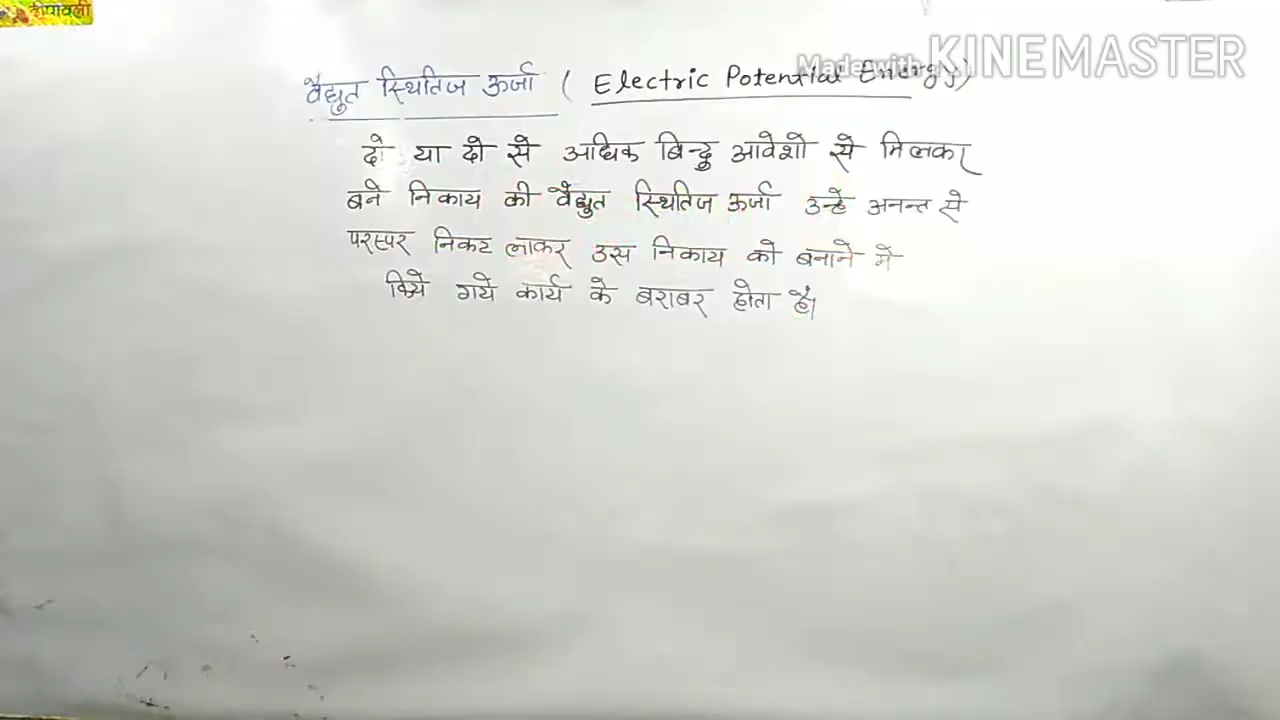 दीपावली
Made with KINEMASTER
वैद्युत स्थितिज ऊर्जा ( Electric Potential Energy)
दो या दो से अधिक बिन्दु आवेशो से मिलकर
बने निकाय की वैद्युत स्थितिज ऊर्जा उन्हे अनन्त से
परस्पर निकट लाकर उस निकाय को बनाने मे
किये गये कार्य के बराबर होता है।